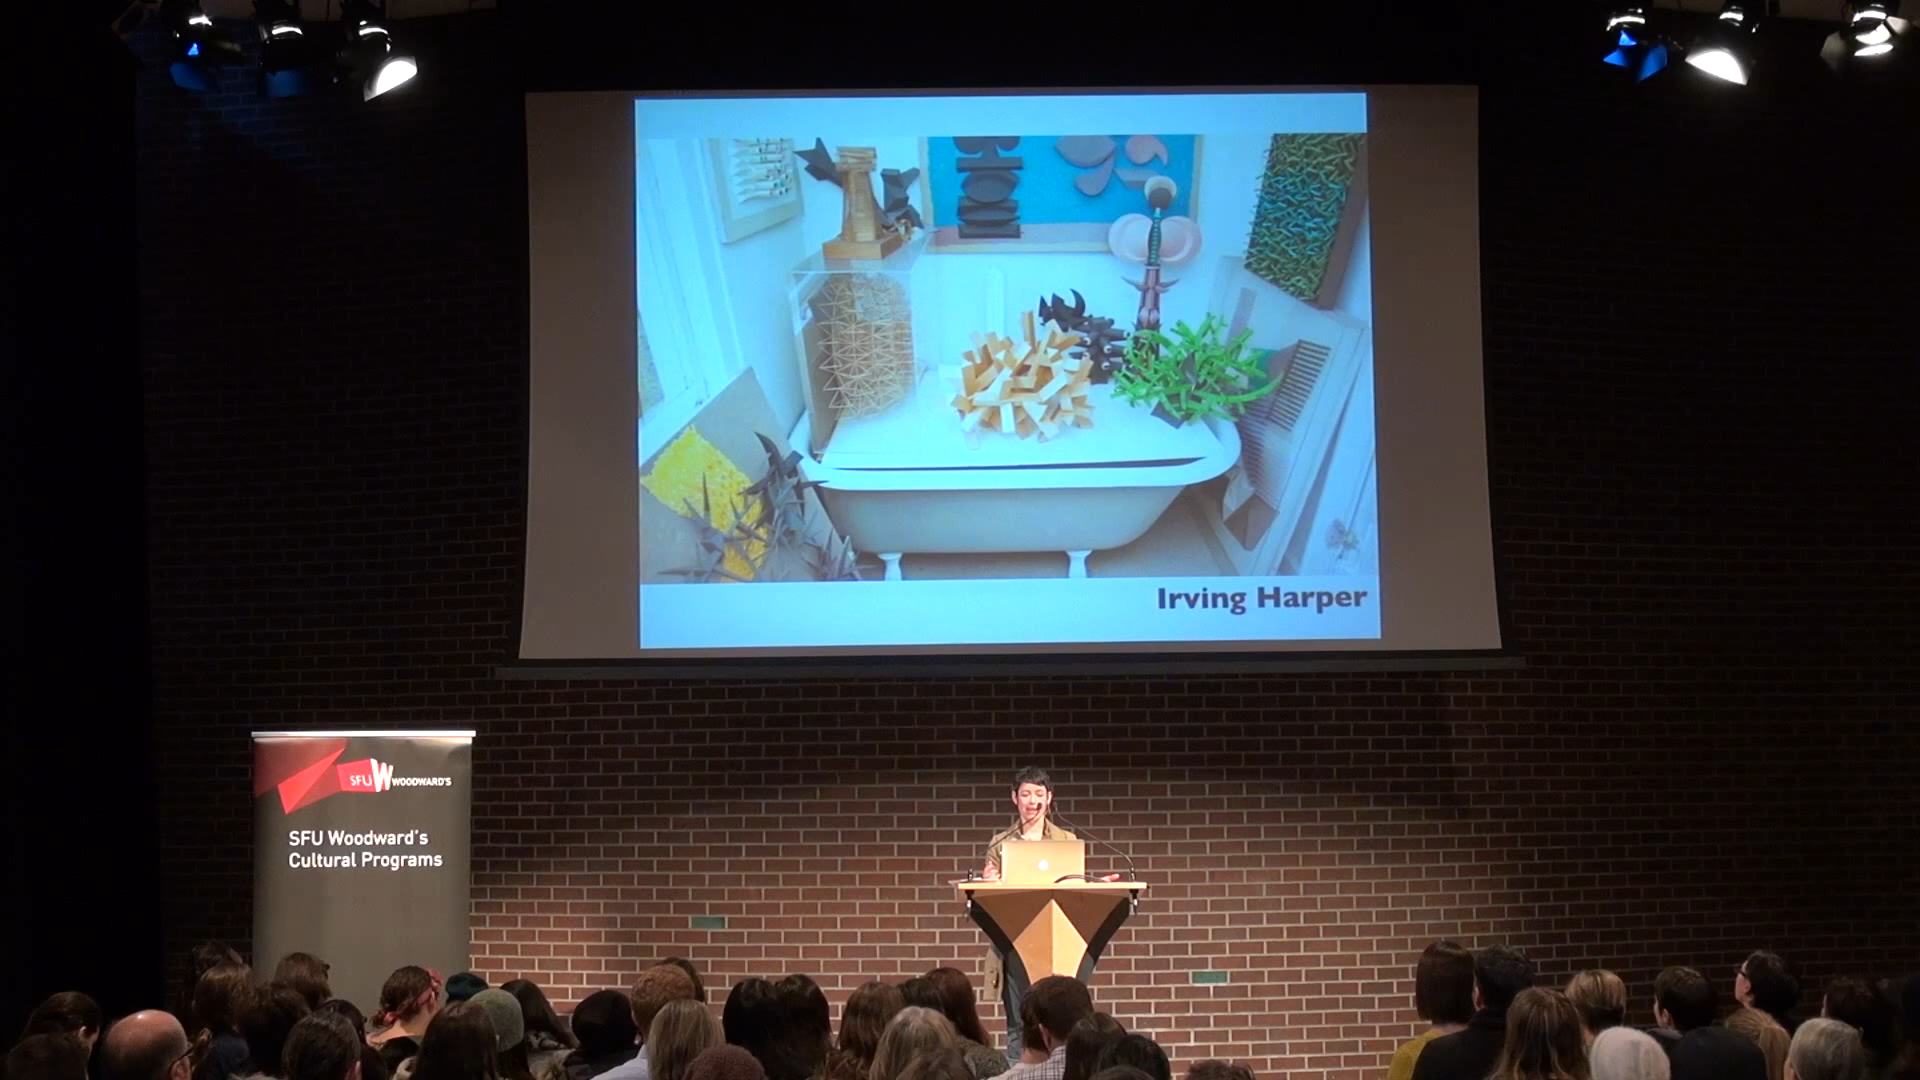 Irving Harper
SFU W WOODWARD'S
SFU Woodward's
Cultural Programs